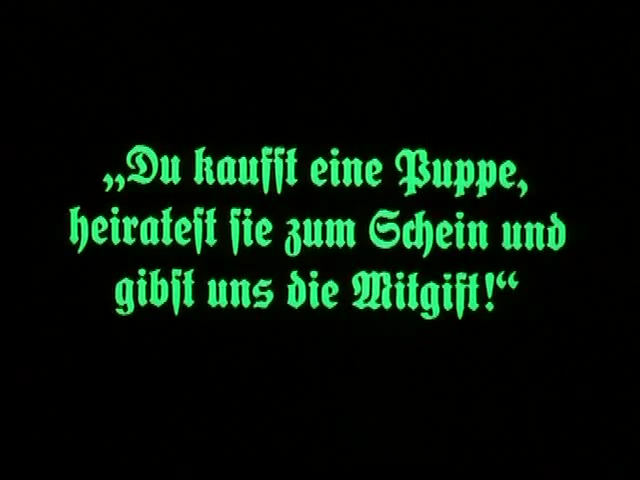 „Du kaufst eine Puppe,
heiratest sie zum Schein und
gibst uns die Mitgift!“